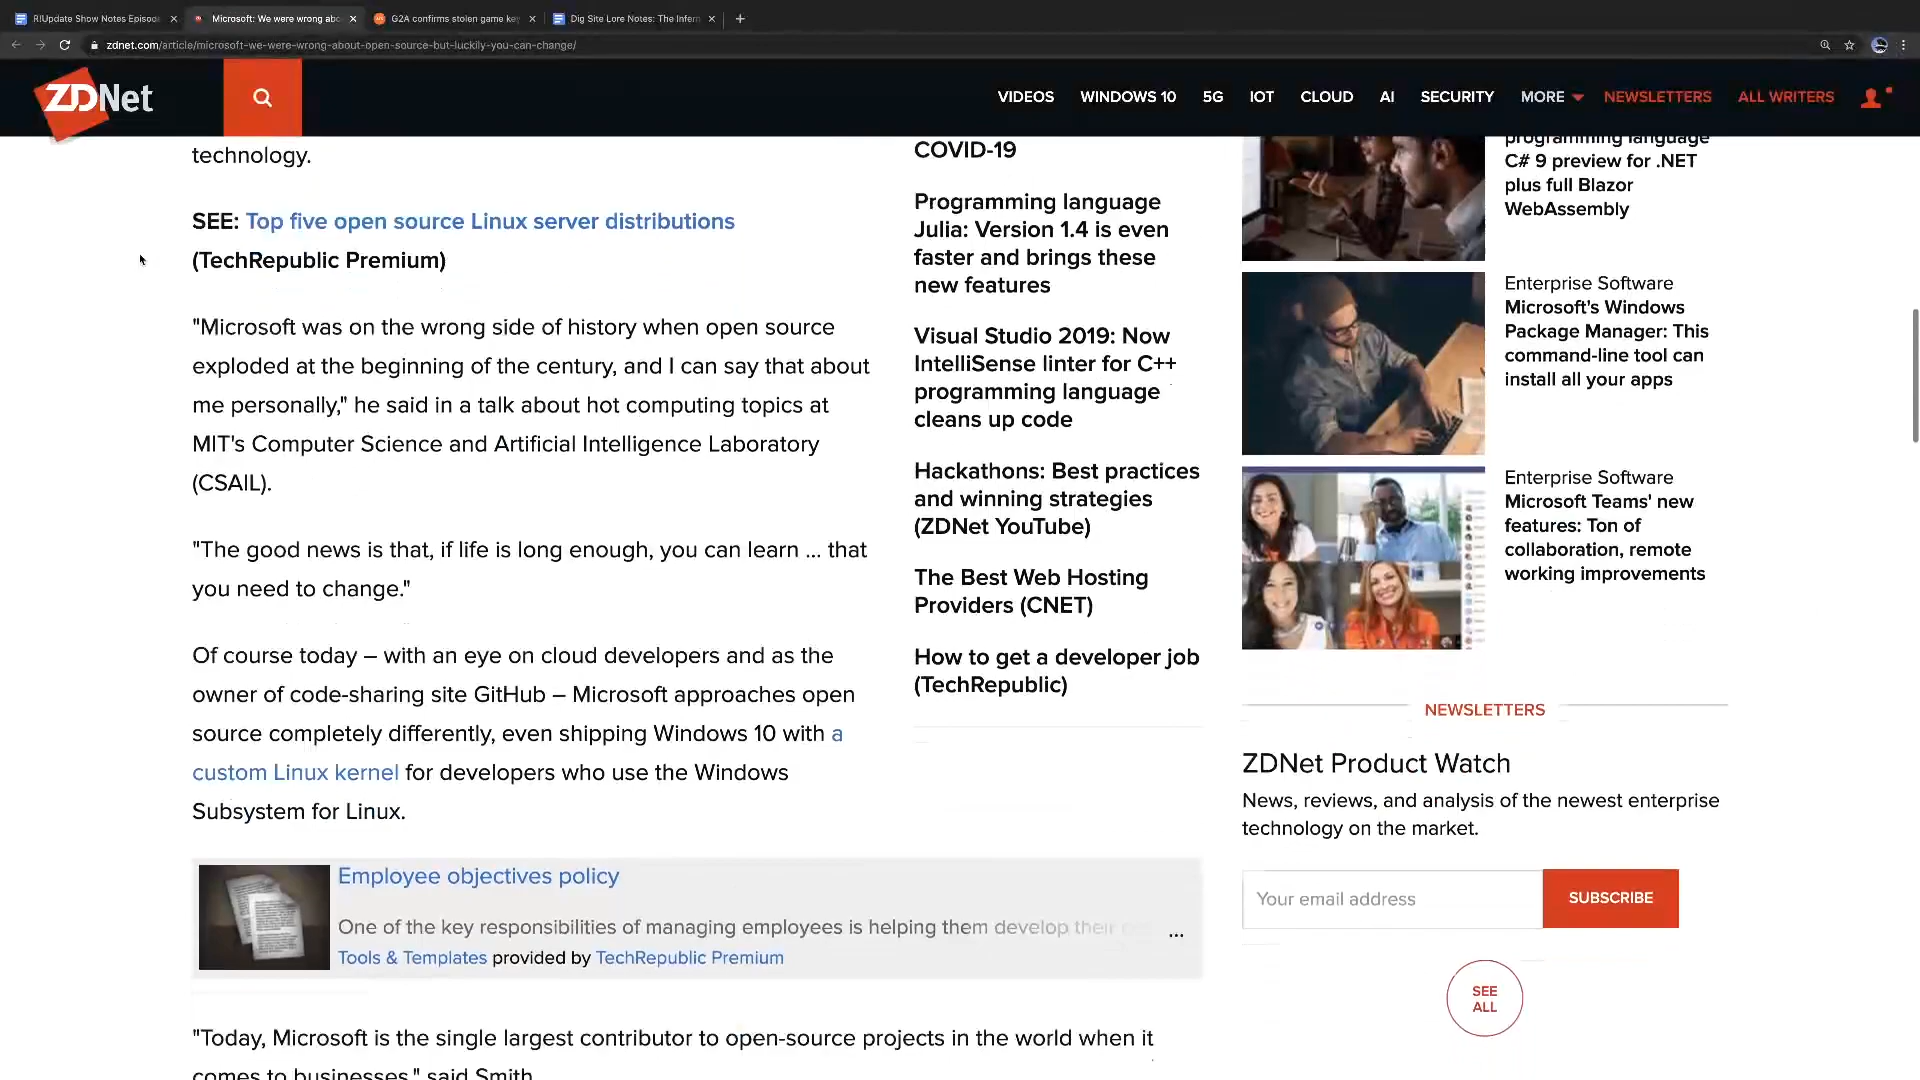 R!Update Show Notes Episod
Microsoft: We were wrong abo
G2A confirms stolen game key
Dig Site Lore Notes: The Infern
zdnet.com/article/microsoft-we-were-wrong-about-open-source-but-luckily-you-can-change/
ZDNet
VIDEOS
WINDOWS 10
5G
IOT
CLOUD
AI
SECURITY
MORE
NEWSLETTERS
ALL WRITERS
technology.
SEE: Top five open source Linux server distributions
(TechRepublic Premium)
"Microsoft was on the wrong side of history when open source
exploded at the beginning of the century, and I can say that about
me personally," he said in a talk about hot computing topics at
MIT's Computer Science and Artificial Intelligence Laboratory
(CSAIL).
"The good news is that, if life is long enough, you can learn ... that
you need to change."
Of course today – with an eye on cloud developers and as the
owner of code-sharing site GitHub – Microsoft approaches open
source completely differently, even shipping Windows 10 with a
custom Linux kernel for developers who use the Windows
Subsystem for Linux.
Employee objectives policy
One of the key responsibilities of managing employees is helping them develop their
...
Tools & Templates provided by TechRepublic Premium
"Today, Microsoft is the single largest contributor to open-source projects in the world when it
comes to businesses," said Smith.
COVID-19
Programming language
Julia: Version 1.4 is even
faster and brings these
new features
Visual Studio 2019: Now
IntelliSense linter for C++
programming language
cleans up code
Hackathons: Best practices
and winning strategies
(ZDNet YouTube)
The Best Web Hosting
Providers (CNET)
How to get a developer job
(TechRepublic)
programming language
C# 9 preview for .NET
plus full Blazor
WebAssembly
Enterprise Software
Microsoft's Windows
Package Manager: This
command-line tool can
install all your apps
Enterprise Software
Microsoft Teams' new
features: Ton of
collaboration, remote
working improvements
NEWSLETTERS
ZDNet Product Watch
News, reviews, and analysis of the newest enterprise
technology on the market.
Your email address
SUBSCRIBE
SEE
ALL